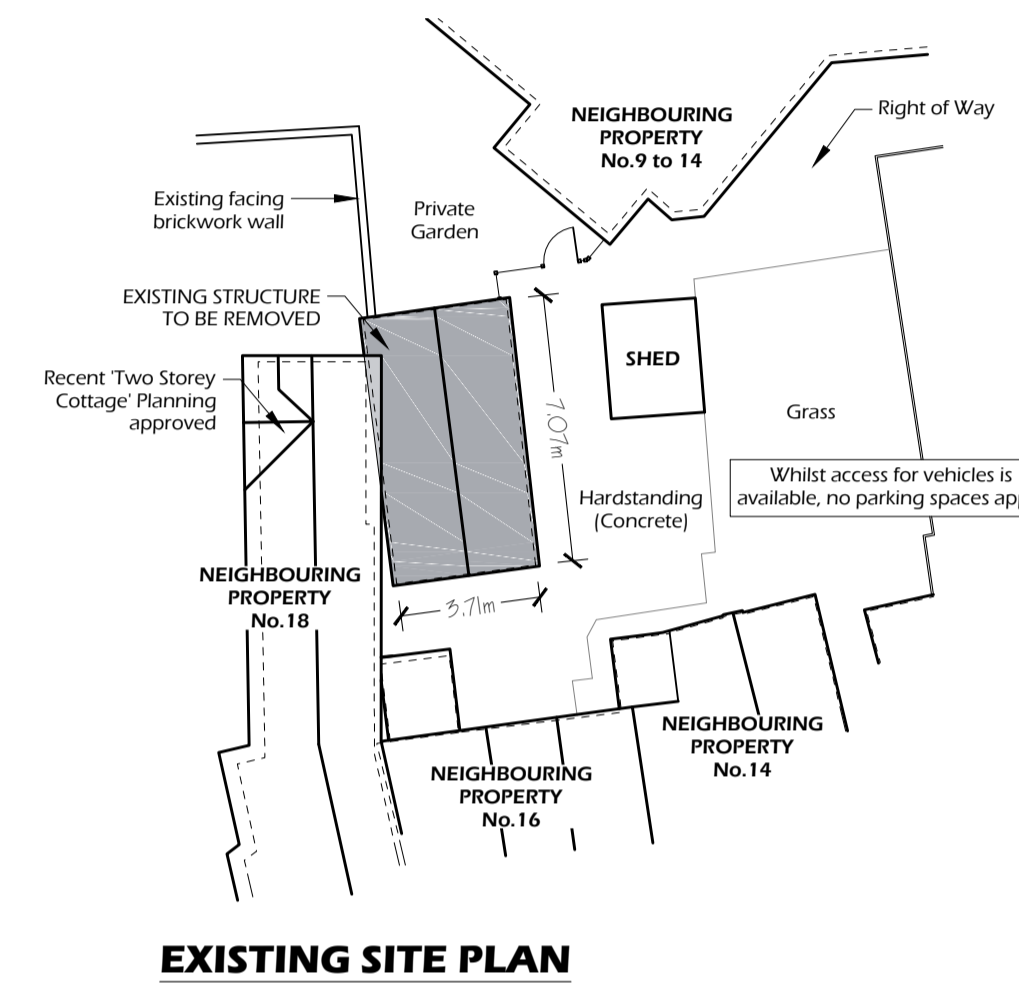 NEIGHBOURING
PROPERTY
No.9 to 14
Right of Way
Existing facing
brickwork wall
Private
Garden
EXISTING STRUCTURE
TO BE REMOVED
SHED
Recent 'Two Storey
Cottage' Planning
approved
7.07m
Grass
Whilst access for vehicles is
available, no parking spaces
Hardstanding
(Concrete)
NEIGHBOURING
PROPERTY
No.18
3.71m
NEIGHBOURING
PROPERTY
No.14
NEIGHBOURING
PROPERTY
No.16
EXISTING SITE PLAN